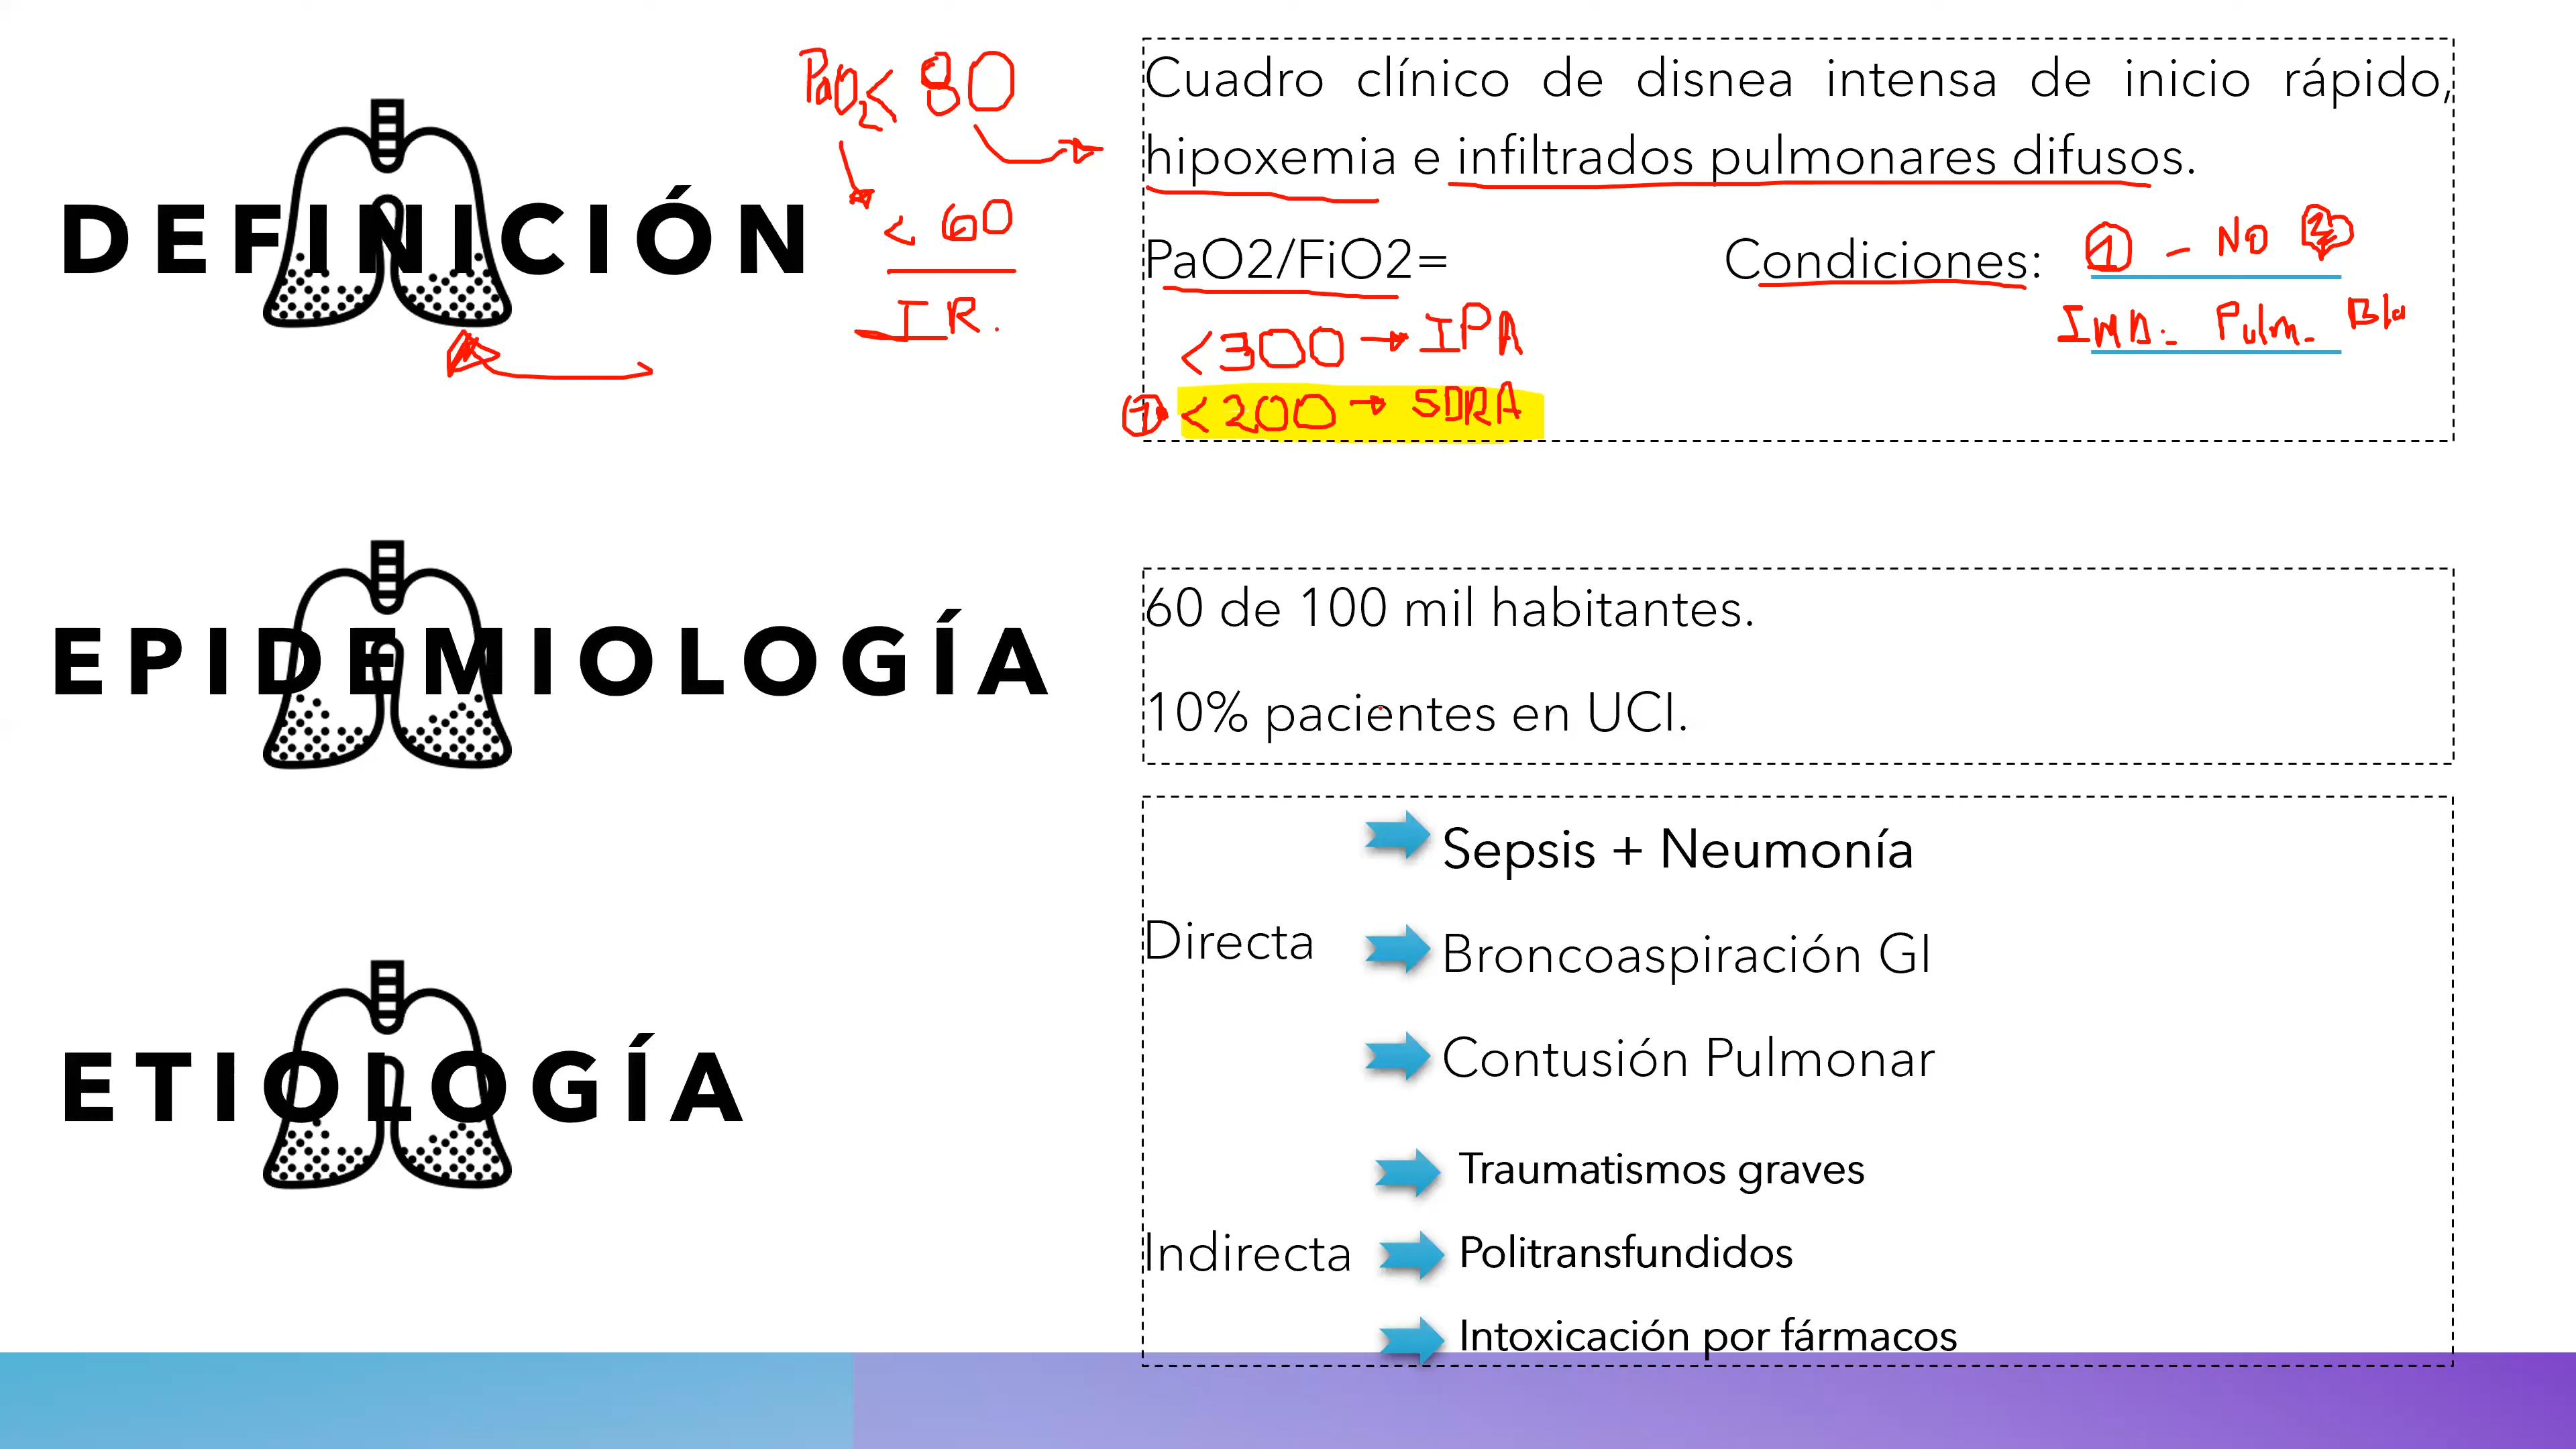 DEFINICIÓN
PaO2 < 80
< 60
IR.
Cuadro clínico de disnea intensa de inicio rápido,
hipoxemia e infiltrados pulmonares difusos.
PaO2/FiO2= Condiciones: 1 - NO
<300 → IPA Pulm.
1 <200 → SDRA
EPIDEMIOLOGÍA
60 de 100 mil habitantes.
10% pacientes en UCI.
ETIOLOGÍA
Directa
Sepsis + Neumonía
Broncoaspiración GI
Contusión Pulmonar
Indirecta
Traumatismos graves
Politransfundidos
Intoxicación por fármacos